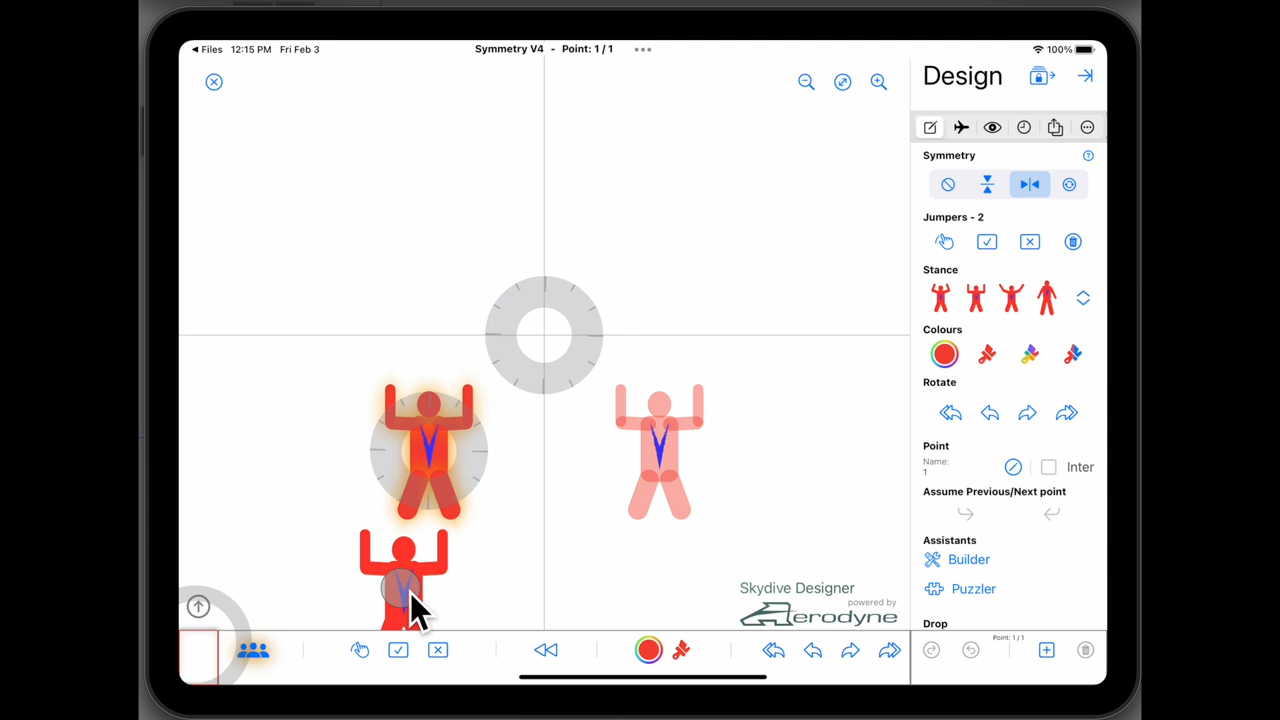 Files 12:15 PM Fri Feb 3
Symmetry V4 - Point: 1 / 1
100%
Design
Symmetry
Jumpers - 2
Stance
Colours
Rotate
Point
Name:
1
Inter
Assume Previous/Next point
Assistants
Builder
Puzzler
Drop
Skydive Designer
powered by
Aerodyne
Point: 1 / 1